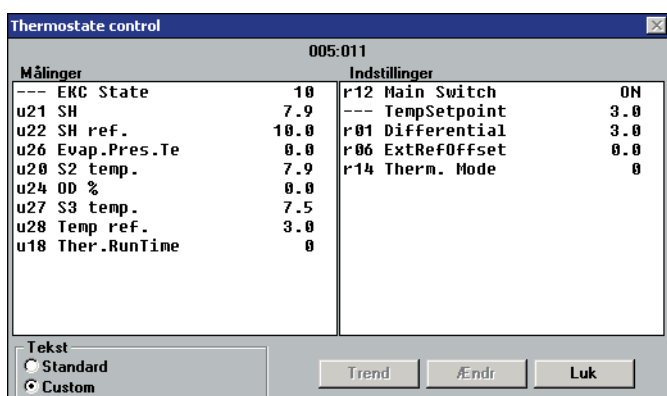 Thermostate control
005:011
Målinger
--- EKC State 10
u21 SH 7.9
u22 SH ref. 10.0
u26 Evap.Pres.Te 0.0
u20 S2 temp. 7.9
u24 OD % 0.0
u27 S3 temp. 7.5
u28 Temp ref. 3.0
u18 Ther.RunTime 0
Indstillinger
r12 Main Switch ON
--- TempSetpoint 3.0
r01 Differential 3.0
r06 ExtRefOffset 0.0
r14 Therm. Mode 0
Tekst
Standard
Custom
Trend
Ændr
Luk